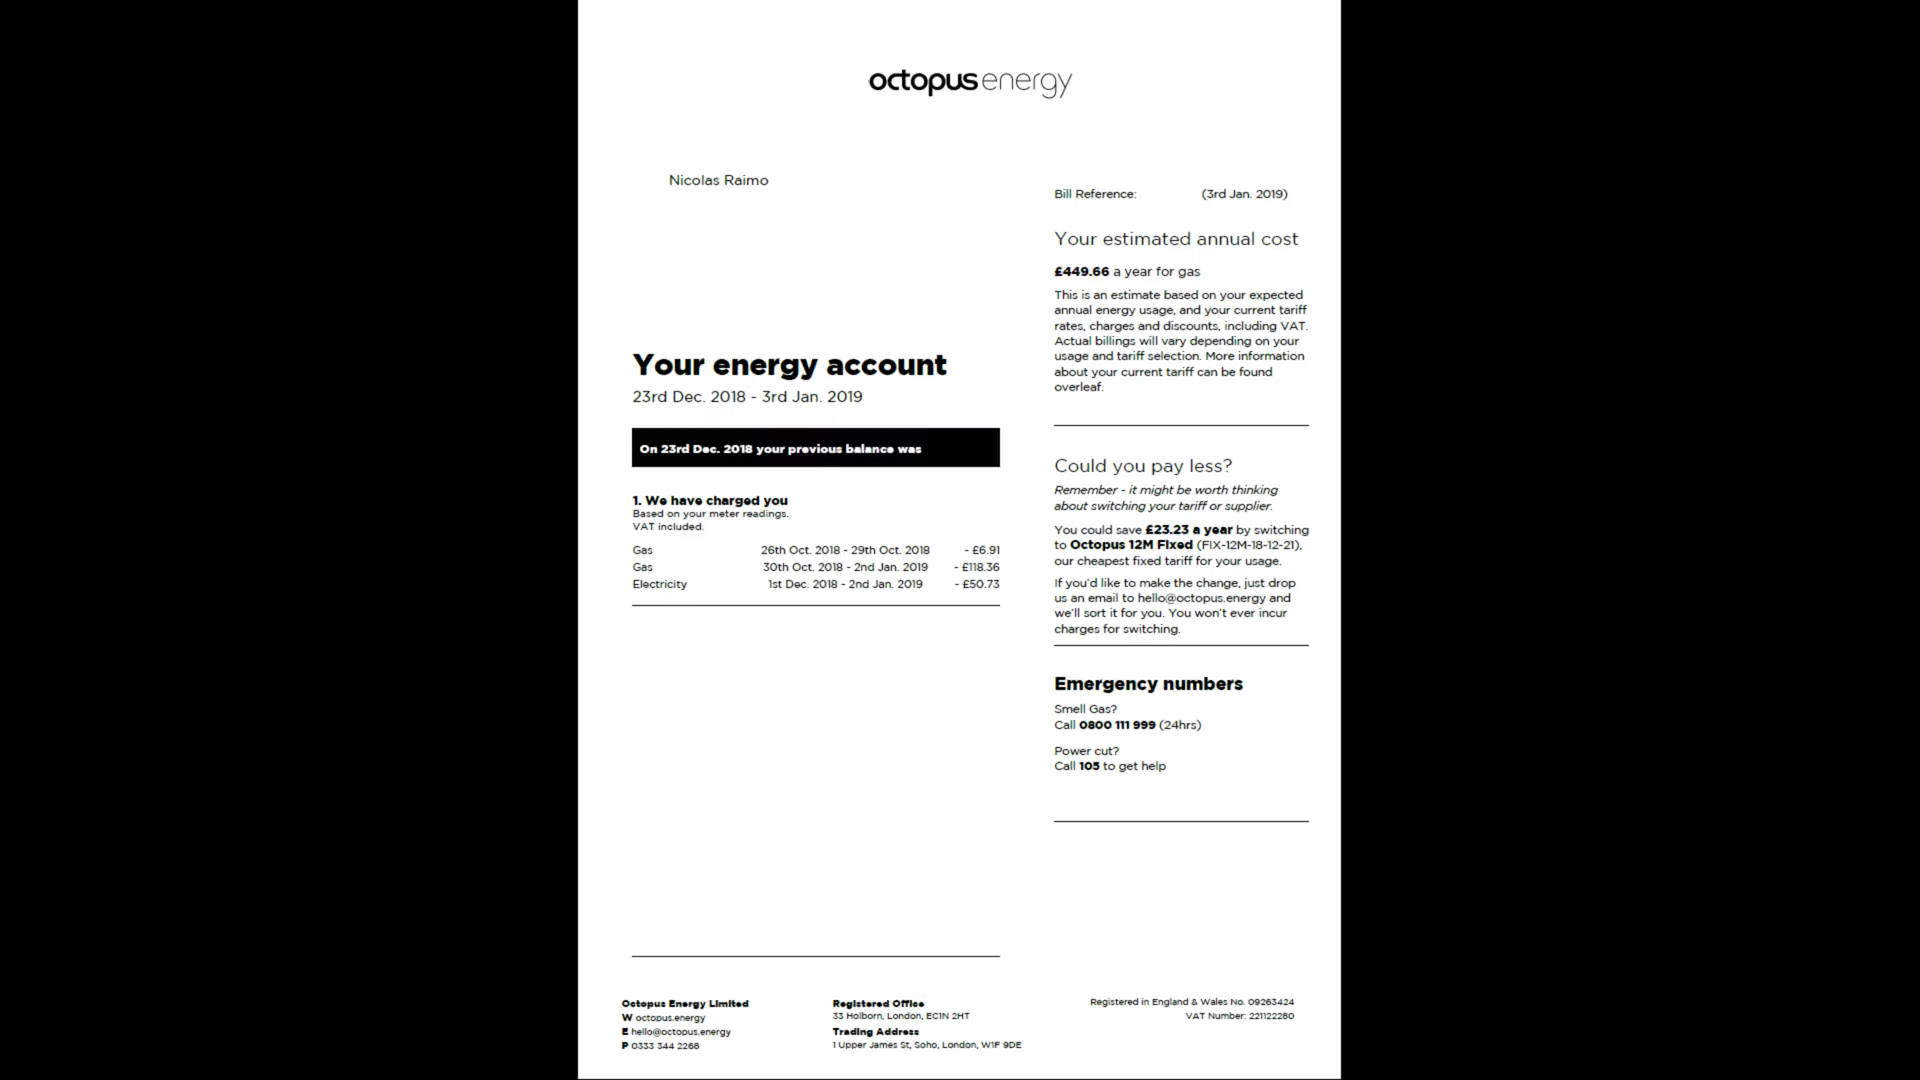 octopusenergy
Nicolas Raimo
Bill Reference: (3rd Jan. 2019)
Your estimated annual cost
£449.66 a year for gas
This is an estimate based on your expected
annual energy usage, and your current tariff
rates, charges and discounts, including VAT.
Actual billings will vary depending on your
usage and tariff selection. More information
about your current tariff can be found
overleaf.
Your energy account
23rd Dec. 2018 - 3rd Jan. 2019
On 23rd Dec. 2018 your previous balance was
1. We have charged you
Based on your meter readings.
VAT included.
Gas 26th Oct. 2018 - 29th Oct. 2018 - £6.91
Gas 30th Oct. 2018 - 2nd Jan. 2019 - £118.36
Electricity 1st Dec. 2018 - 2nd Jan. 2019 - £50.73
Could you pay less?
Remember - it might be worth thinking
about switching your tariff or supplier.
You could save £23.23 a year by switching
to Octopus 12M Fixed (FIX-12M-18-12-21),
our cheapest fixed tariff for your usage.
If you'd like to make the change, just drop
us an email to hello@octopus.energy and
we'll sort it for you. You won't ever incur
charges for switching.
Emergency numbers
Smell Gas?
Call 0800 111 999 (24hrs)
Power cut?
Call 105 to get help
Octopus Energy Limited
W octopus.energy
E hello@octopus.energy
P 0333 344 2268
Registered Office
33 Holborn, London, EC1N 2HT
Trading Address
1 Upper James St, Soho, London, W1F 9DE
Registered in England & Wales No. 09263424
VAT Number: 221122280